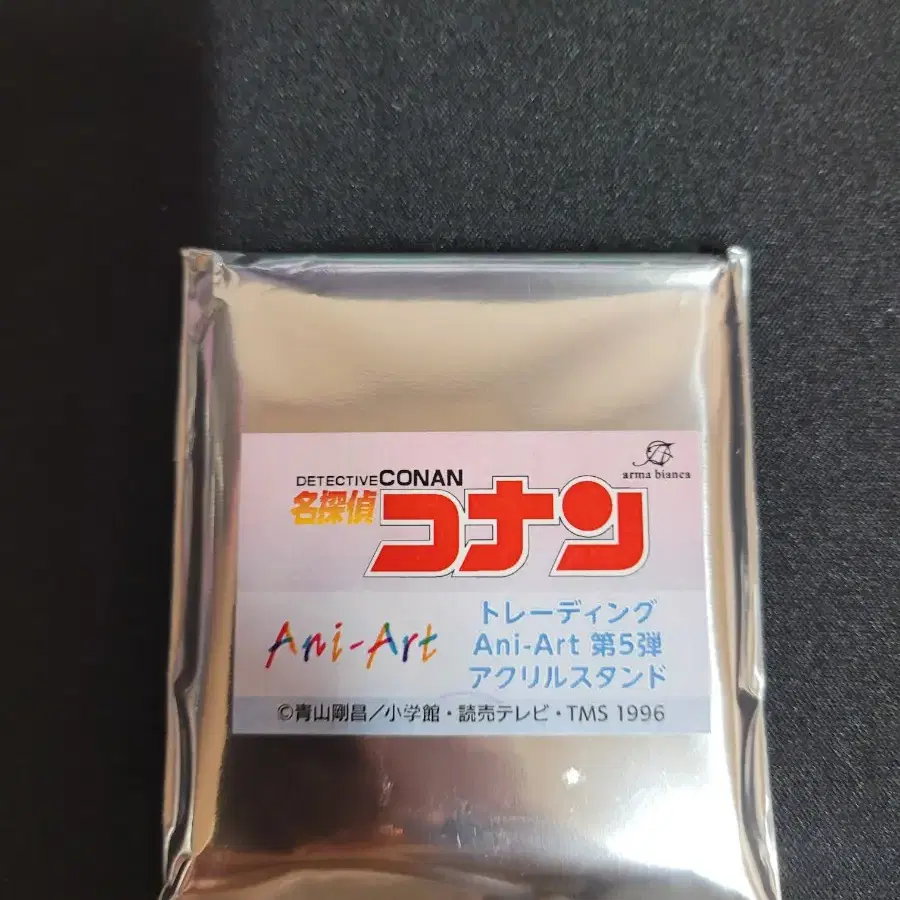 DETECTIVE CONAN
名探偵コナン
arma bianca
Ani-Art
トレーディング
Ani-Art 第5弾
アクリルスタンド
©青山剛昌／小学館・読売テレビ・TMS 1996